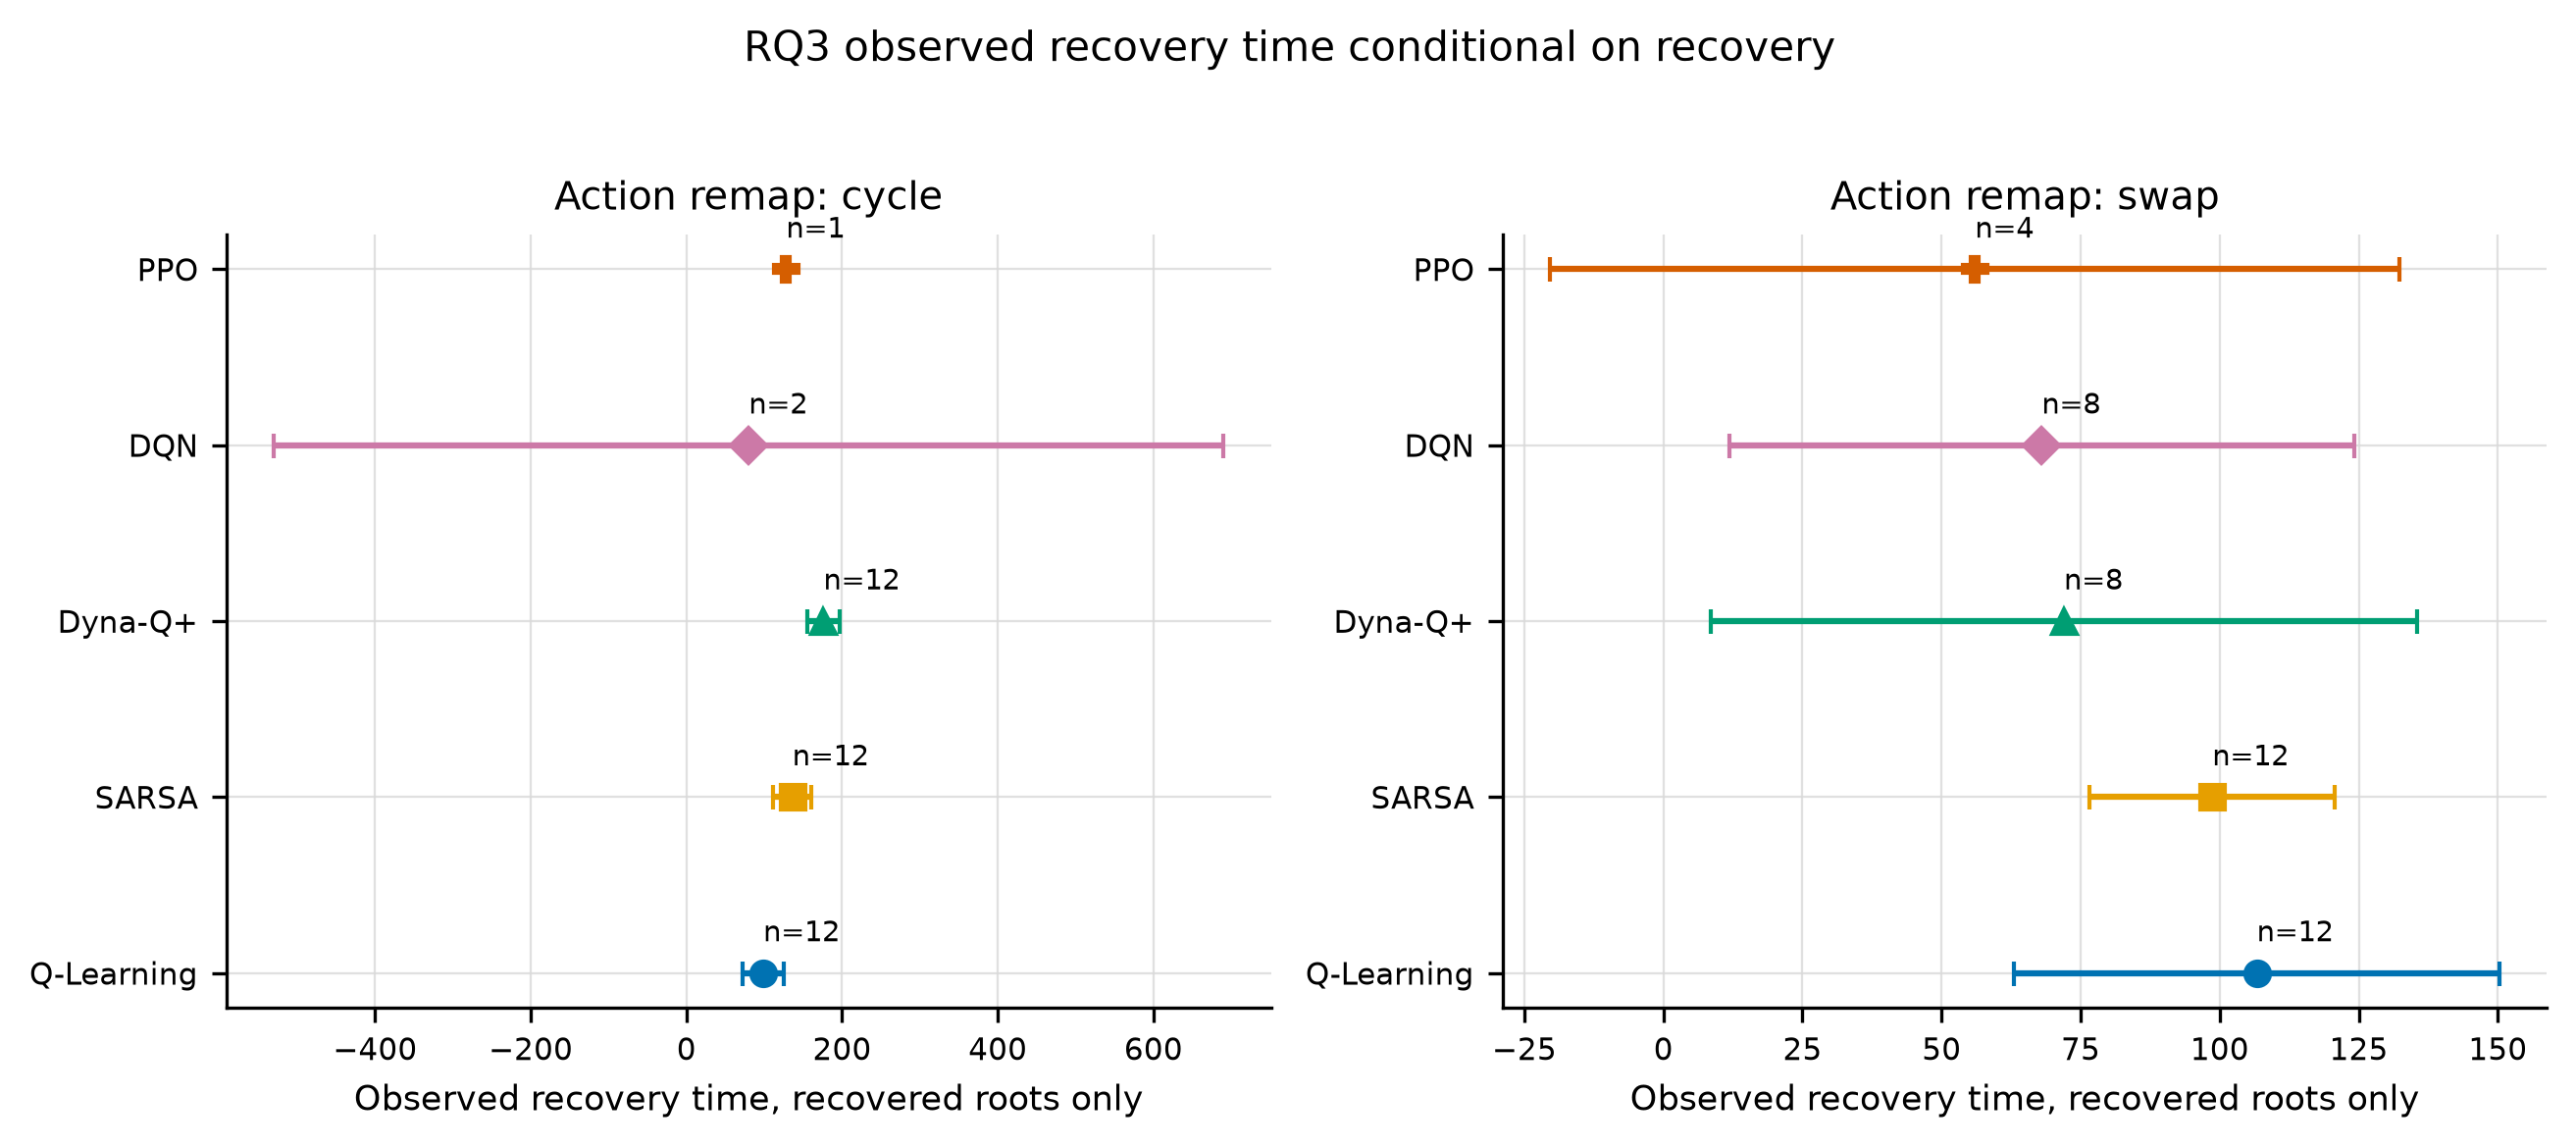 RQ3 observed recovery time conditional on recovery
Action remap: cycle
n=1
PPO
n=2
DQN
n=12
Dyna-Q+
n=12
SARSA
n=12
Q-Learning
−400 −200 0 200 400 600
Observed recovery time, recovered roots only
Action remap: swap
n=4
PPO
n=8
DQN
n=8
Dyna-Q+
n=12
SARSA
n=12
Q-Learning
−25 0 25 50 75 100 125 150
Observed recovery time, recovered roots only